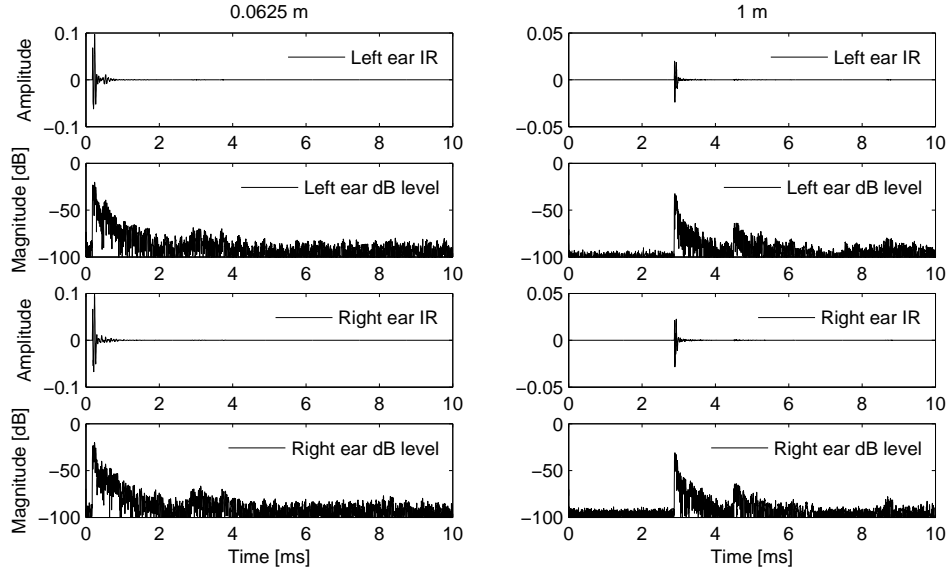 0.0625 m
1 m
Amplitude
0.1
0
−0.1
Left ear IR
0 2 4 6 8 10
0.05
0
−0.05
Left ear IR
0 2 4 6 8 10
Magnitude [dB]
0
−50
−100
Left ear dB level
0 2 4 6 8 10
0
−50
−100
Left ear dB level
0 2 4 6 8 10
Amplitude
0.1
0
−0.1
Right ear IR
0 2 4 6 8 10
0.05
0
−0.05
Right ear IR
0 2 4 6 8 10
Magnitude [dB]
0
−50
−100
Right ear dB level
0 2 4 6 8 10
Time [ms]
0
−50
−100
Right ear dB level
0 2 4 6 8 10
Time [ms]